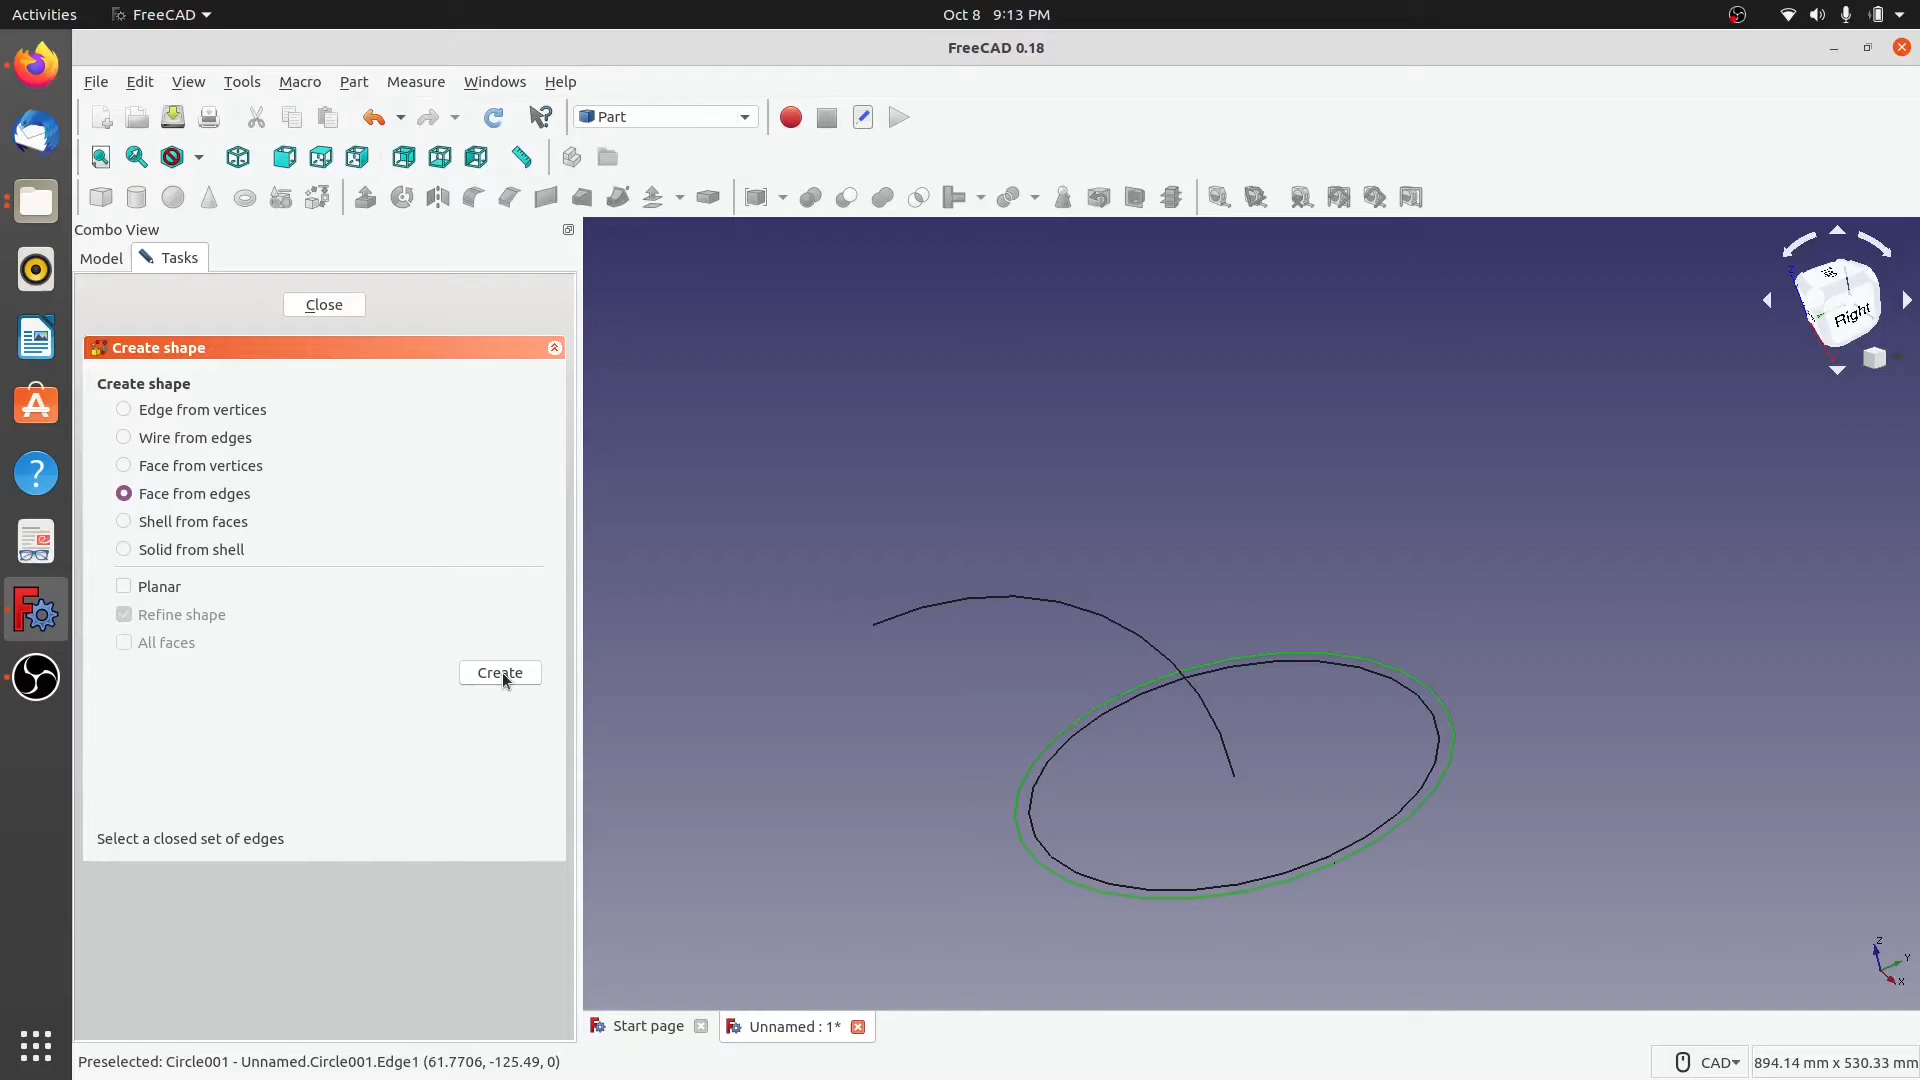 Activities FreeCAD Oct 8 9:13 PM
FreeCAD 0.18
File Edit View Tools Macro Part Measure Windows Help
Part
Combo View
Model Tasks
Close
Create shape
Create shape
Edge from vertices
Wire from edges
Face from vertices
Face from edges
Shell from faces
Solid from shell
Planar
Refine shape
All faces
Create
Select a closed set of edges
Right
Z
Y
X
Start page Unnamed : 1*
Preselected: Circle001 - Unnamed.Circle001.Edge1 (61.7706, -125.49, 0) CAD 894.14 mm x 530.33 mm